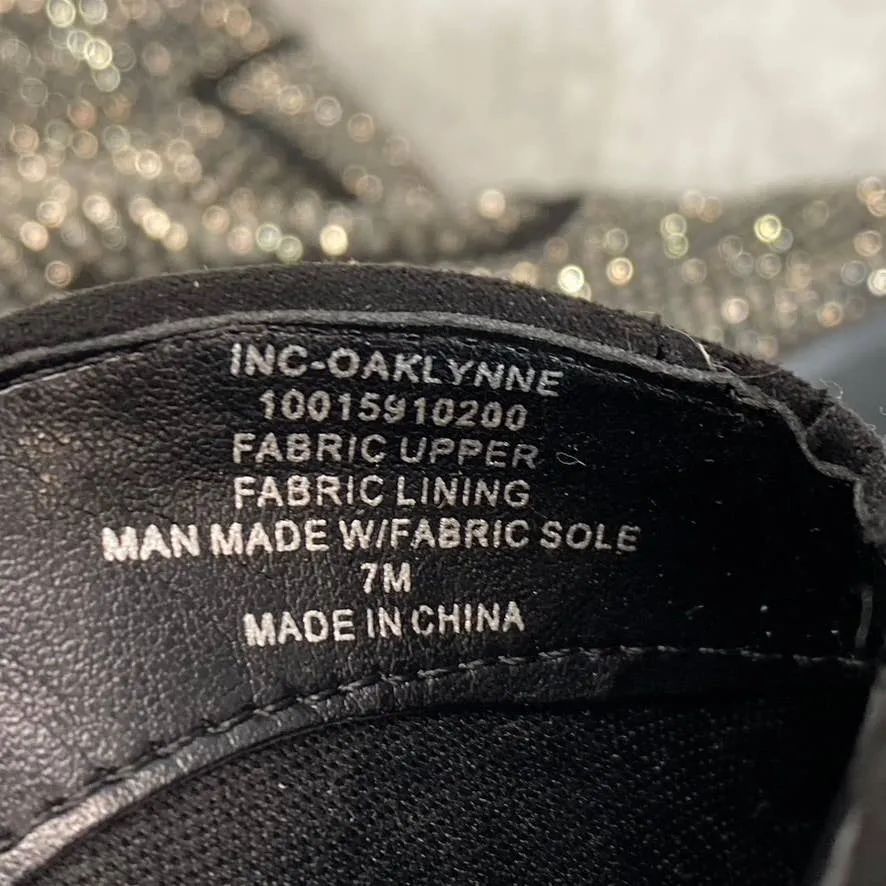 INC-OAKLYNNE
10015910200
FABRIC UPPER
FABRIC LINING
MAN MADE W/FABRIC SOLE
7M
MADE IN CHINA